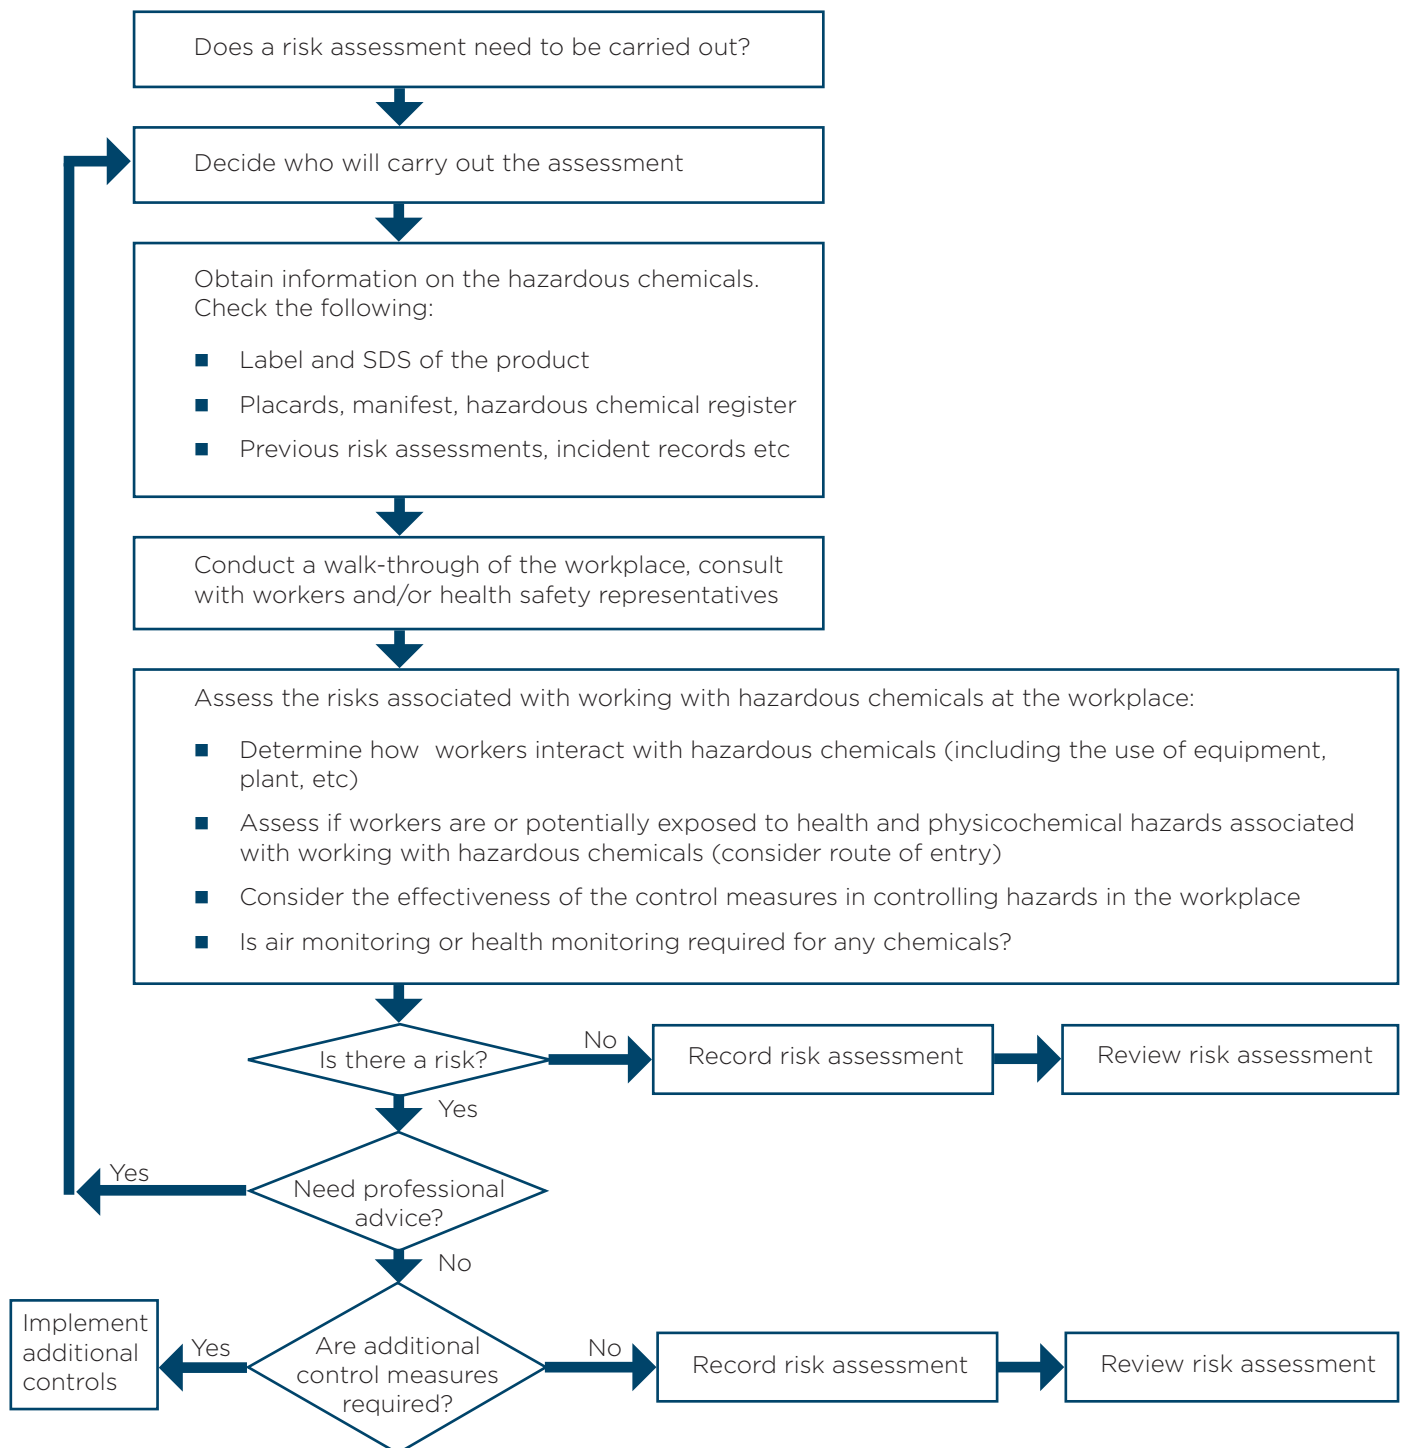 Does a risk assessment need to be carried out?
Decide who will carry out the assessment
Obtain information on the hazardous chemicals.
Check the following:
■ Label and SDS of the product
■ Placards, manifest, hazardous chemical register
■ Previous risk assessments, incident records etc
Conduct a walk-through of the workplace, consult
with workers and/or health safety representatives
Assess the risks associated with working with hazardous chemicals at the workplace:
■ Determine how workers interact with hazardous chemicals (including the use of equipment,
plant, etc)
■ Assess if workers are or potentially exposed to health and physicochemical hazards associated
with working with hazardous chemicals (consider route of entry)
■ Consider the effectiveness of the control measures in controlling hazards in the workplace
■ Is air monitoring or health monitoring required for any chemicals?
Is there a risk?
No
Record risk assessment
Review risk assessment
Yes
Need professional
advice?
Yes
No
Are additional
control measures
required?
Yes
Implement
additional
controls
No
Record risk assessment
Review risk assessment